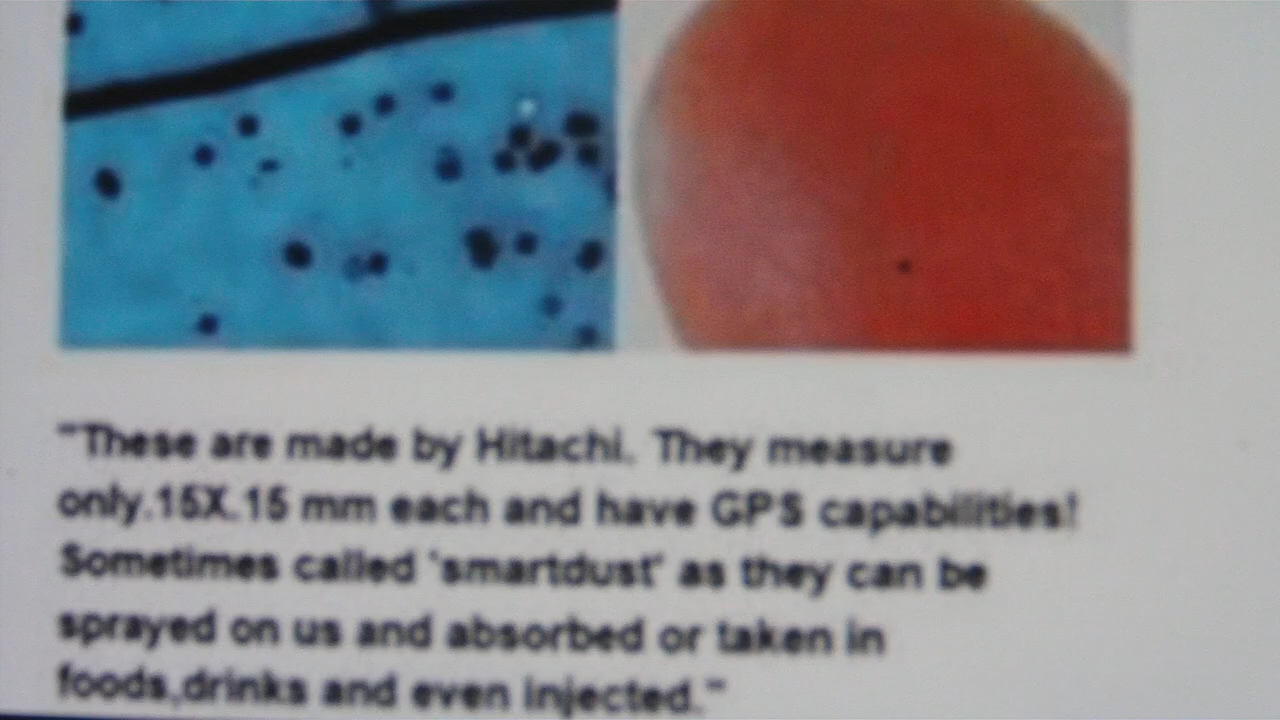 "These are made by Hitachi. They measure
only.15X.15 mm each and have GPS capabilities!
Sometimes called 'smartdust' as they can be
sprayed on us and absorbed or taken in
foods,drinks and even injected."